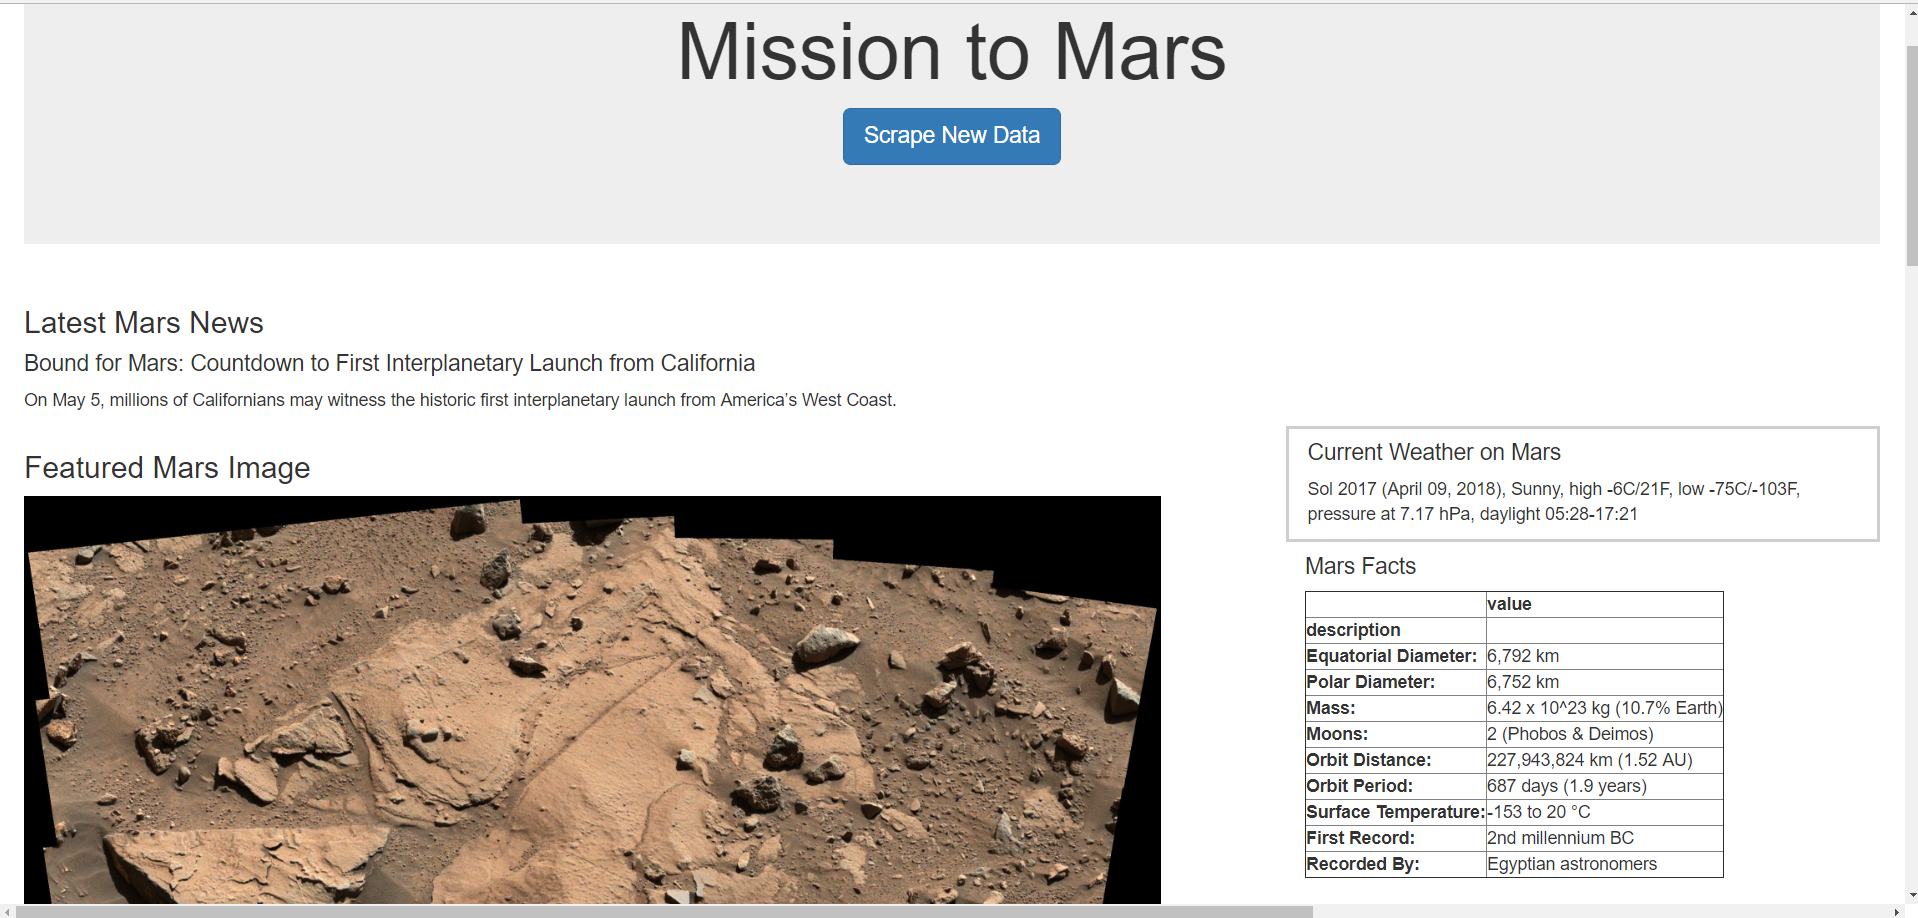 Mission to Mars
Scrape New Data
Latest Mars News
Bound for Mars: Countdown to First Interplanetary Launch from California
On May 5, millions of Californians may witness the historic first interplanetary launch from America’s West Coast.
Featured Mars Image
Current Weather on Mars
Sol 2017 (April 09, 2018), Sunny, high -6C/21F, low -75C/-103F,
pressure at 7.17 hPa, daylight 05:28-17:21
Mars Facts
value
description
Equatorial Diameter: 6,792 km
Polar Diameter: 6,752 km
Mass: 6.42 x 10^23 kg (10.7% Earth)
Moons: 2 (Phobos & Deimos)
Orbit Distance: 227,943,824 km (1.52 AU)
Orbit Period: 687 days (1.9 years)
Surface Temperature: -153 to 20 °C
First Record: 2nd millennium BC
Recorded By: Egyptian astronomers